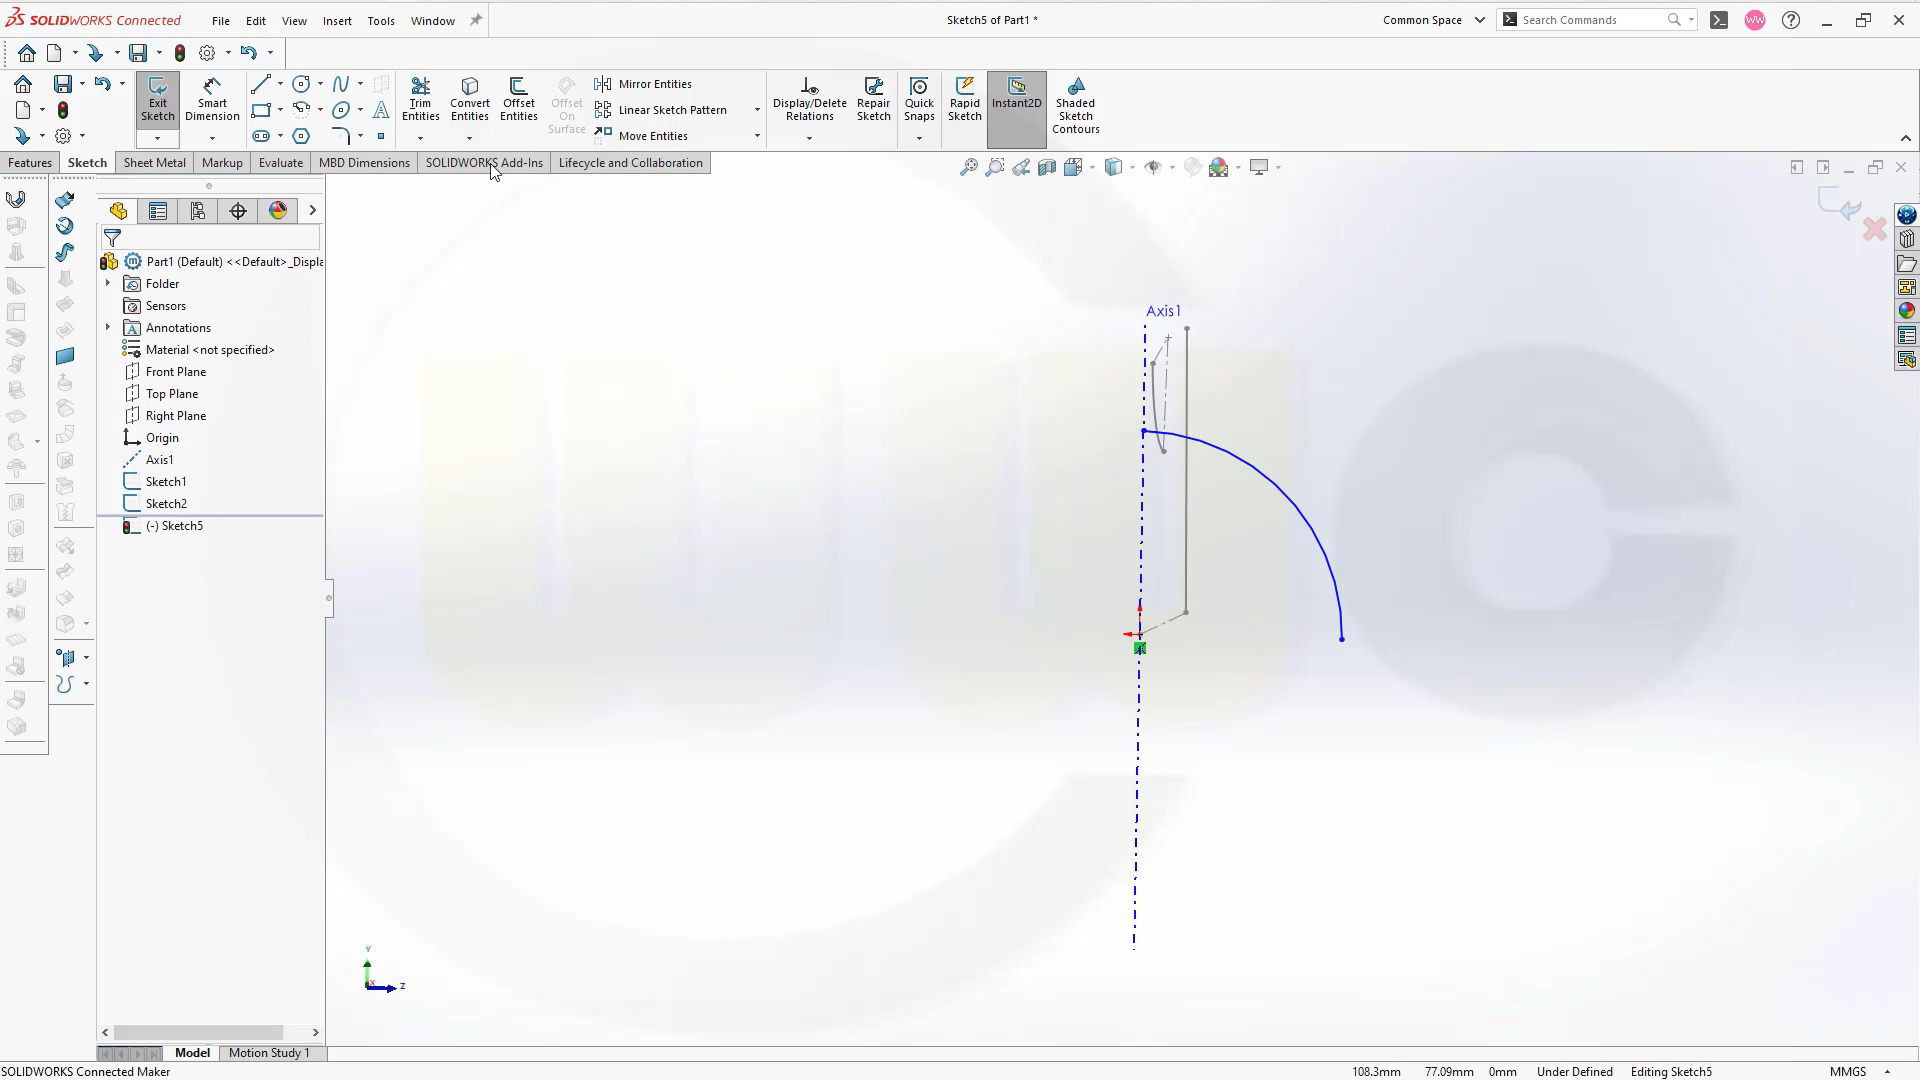 SOLIDWORKS Connected
File Edit View Insert Tools Window
Sketch5 of Part1 *
Common Space
Search Commands
WW
Exit Sketch
Smart Dimension
Trim Entities
Convert Entities
Offset Entities
Offset On Surface
Mirror Entities
Linear Sketch Pattern
Move Entities
Display/Delete Relations
Repair Sketch
Quick Snaps
Rapid Sketch
Instant2D
Shaded Sketch Contours
Features Sketch Sheet Metal Markup Evaluate MBD Dimensions SOLIDWORKS Add-Ins Lifecycle and Collaboration
Part1 (Default) <<Default>_Displa
Folder
Sensors
Annotations
Material <not specified>
Front Plane
Top Plane
Right Plane
Origin
Axis1
Sketch1
Sketch2
(-) Sketch5
Axis1
Y
X
Z
Model Motion Study 1
SOLIDWORKS Connected Maker
108.3mm 77.09mm 0mm Under Defined Editing Sketch5 MMGS